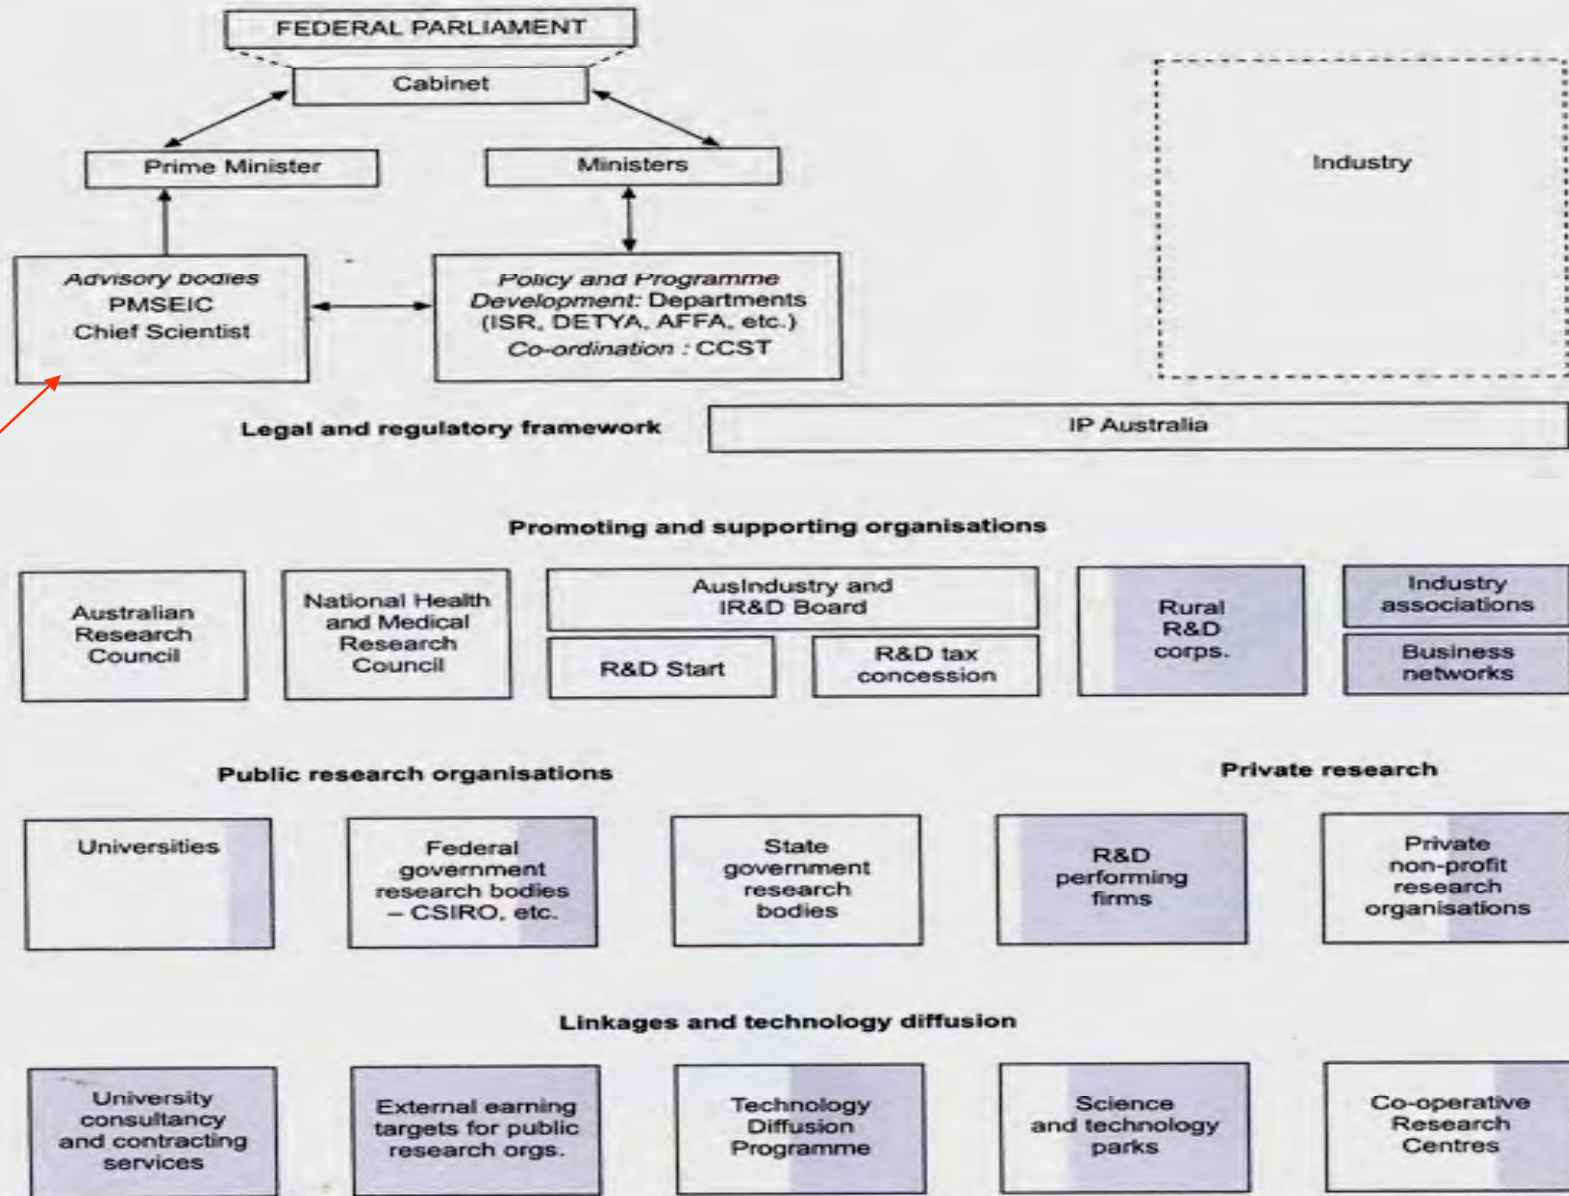 FEDERAL PARLIAMENT
Cabinet
Prime Minister
Ministers
Industry
Advisory bodies
PMSEIC
Chief Scientist
Policy and Programme
Development: Departments
(ISR, DETYA, AFFA, etc.)
Co-ordination : CCST
Legal and regulatory framework
IP Australia
Promoting and supporting organisations
Australian
Research
Council
National Health
and Medical
Research
Council
AusIndustry and
IR&D Board
R&D Start
R&D tax
concession
Rural
R&D
corps.
Industry
associations
Business
networks
Public research organisations
Private research
Universities
Federal
government
research bodies
– CSIRO, etc.
State
government
research
bodies
R&D
performing
firms
Private
non-profit
research
organisations
Linkages and technology diffusion
University
consultancy
and contracting
services
External earning
targets for public
research orgs.
Technology
Diffusion
Programme
Science
and technology
parks
Co-operative
Research
Centres